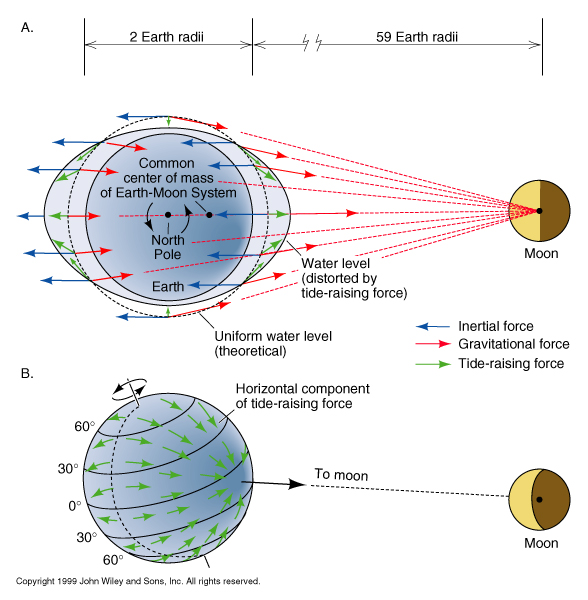 A.
2 Earth radii
59 Earth radii
Common
center of mass
of Earth-Moon System
North
Pole
Earth
Moon
Water level
(distorted by
tide-raising force)
Uniform water level
(theoretical)
Inertial force
Gravitational force
Tide-raising force
B.
Horizontal component
of tide-raising force
60°
30°
0°
30°
60°
To moon
Moon
Copyright 1999 John Wiley and Sons, Inc. All rights reserved.